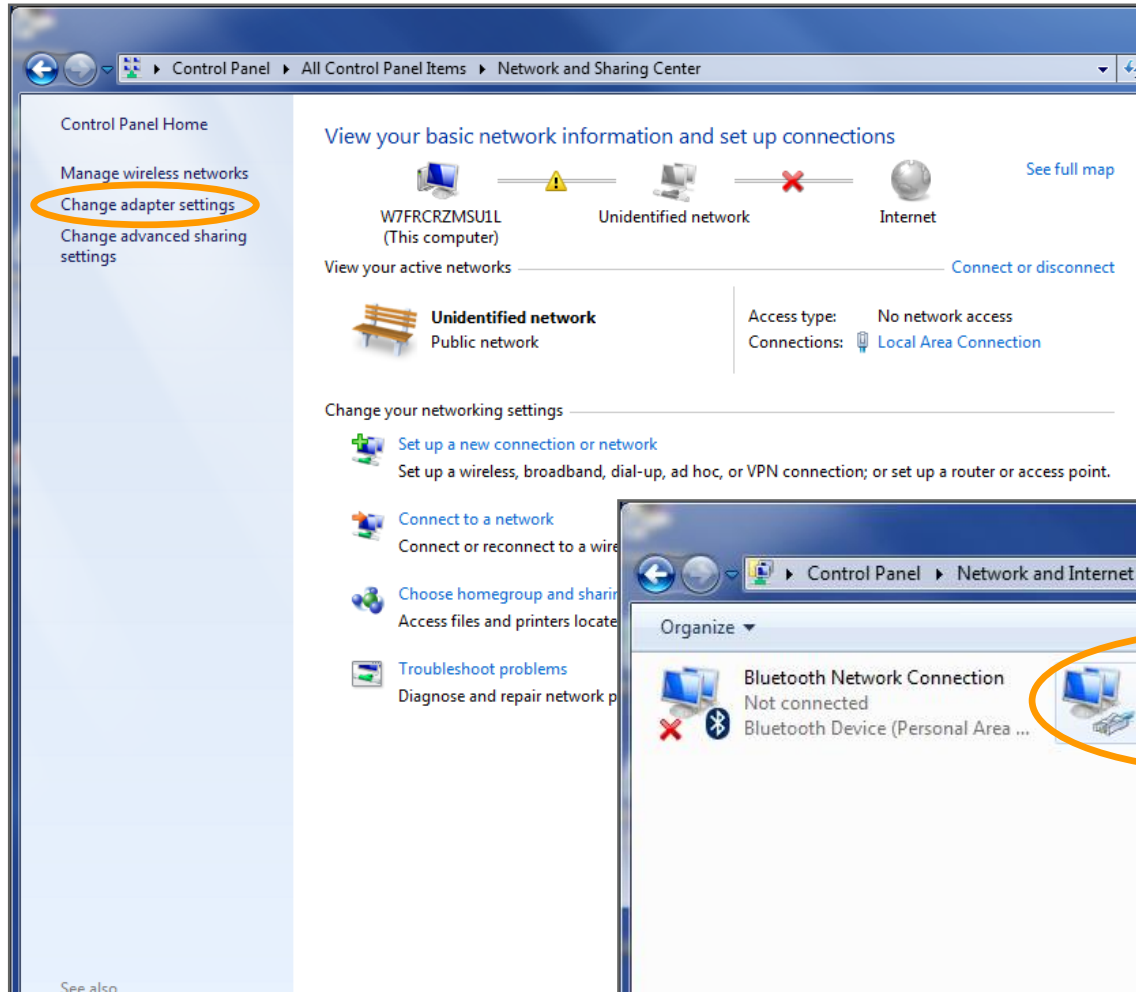 Control Panel ▸ All Control Panel Items ▸ Network and Sharing Center
Control Panel Home
Manage wireless networks
Change adapter settings
Change advanced sharing
settings
See also
View your basic network information and set up connections
See full map
W7FRCRZMSU1L
(This computer)
Unidentified network
Internet
View your active networks
Connect or disconnect
Unidentified network
Public network
Access type: No network access
Connections: Local Area Connection
Change your networking settings
Set up a new connection or network
Set up a wireless, broadband, dial-up, ad hoc, or VPN connection; or set up a router or access point.
Connect to a network
Connect or reconnect to a wire
Choose homegroup and sharin
Access files and printers locate
Troubleshoot problems
Diagnose and repair network p
Control Panel ▸ Network and Internet
Organize
Bluetooth Network Connection
Not connected
Bluetooth Device (Personal Area ...